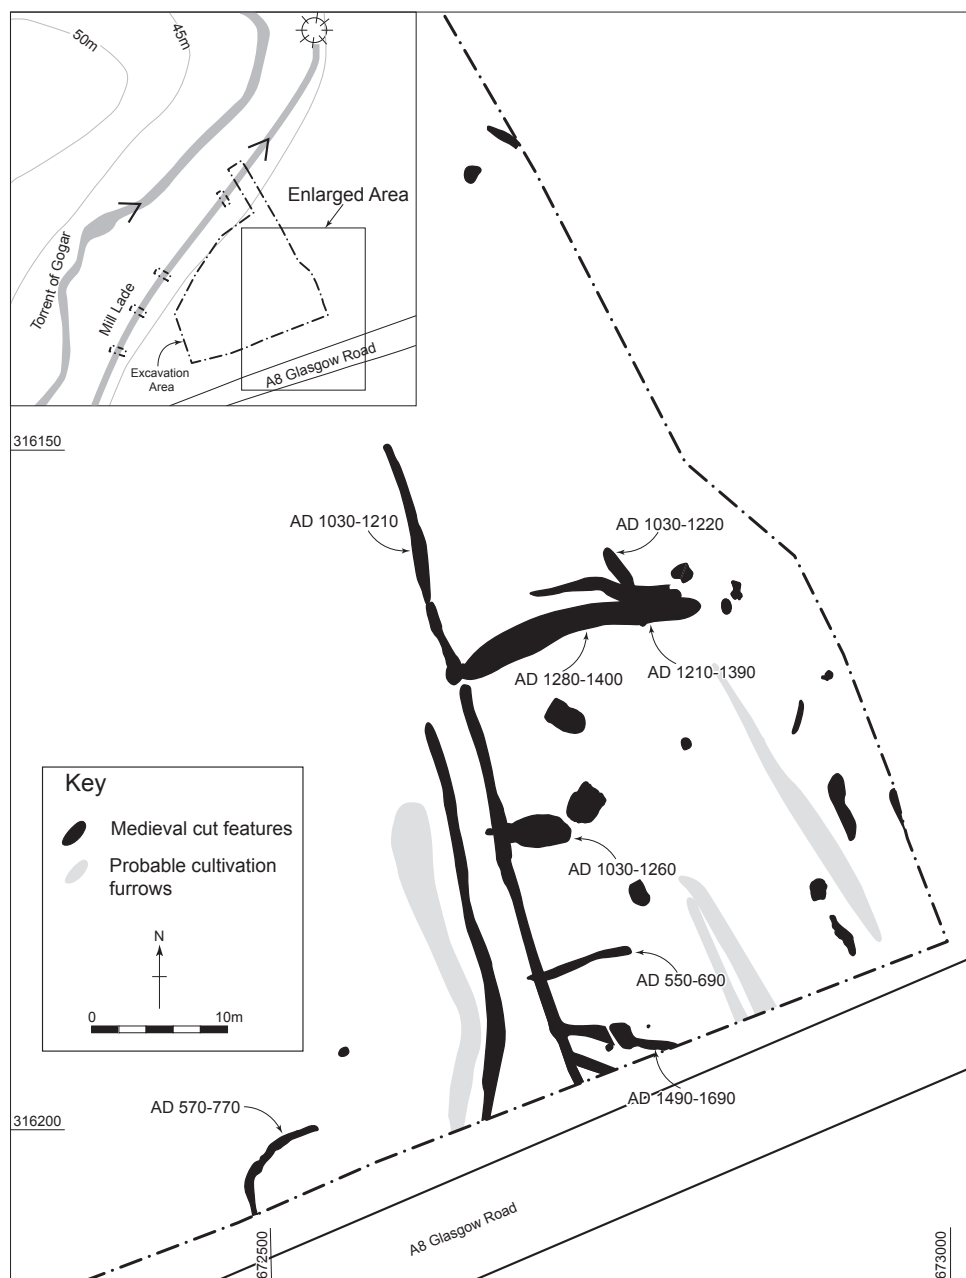 50m
45m
Enlarged Area
Torrent of Gogar
Mill Lade
Excavation
Area
A8 Glasgow Road
316150
AD 1030-1210
AD 1030-1220
AD 1280-1400
AD 1210-1390
Key
Medieval cut features
Probable cultivation
furrows
N
0
10m
AD 1030-1260
AD 550-690
AD 1490-1690
AD 570-770
316200
A8 Glasgow Road
672500
673000